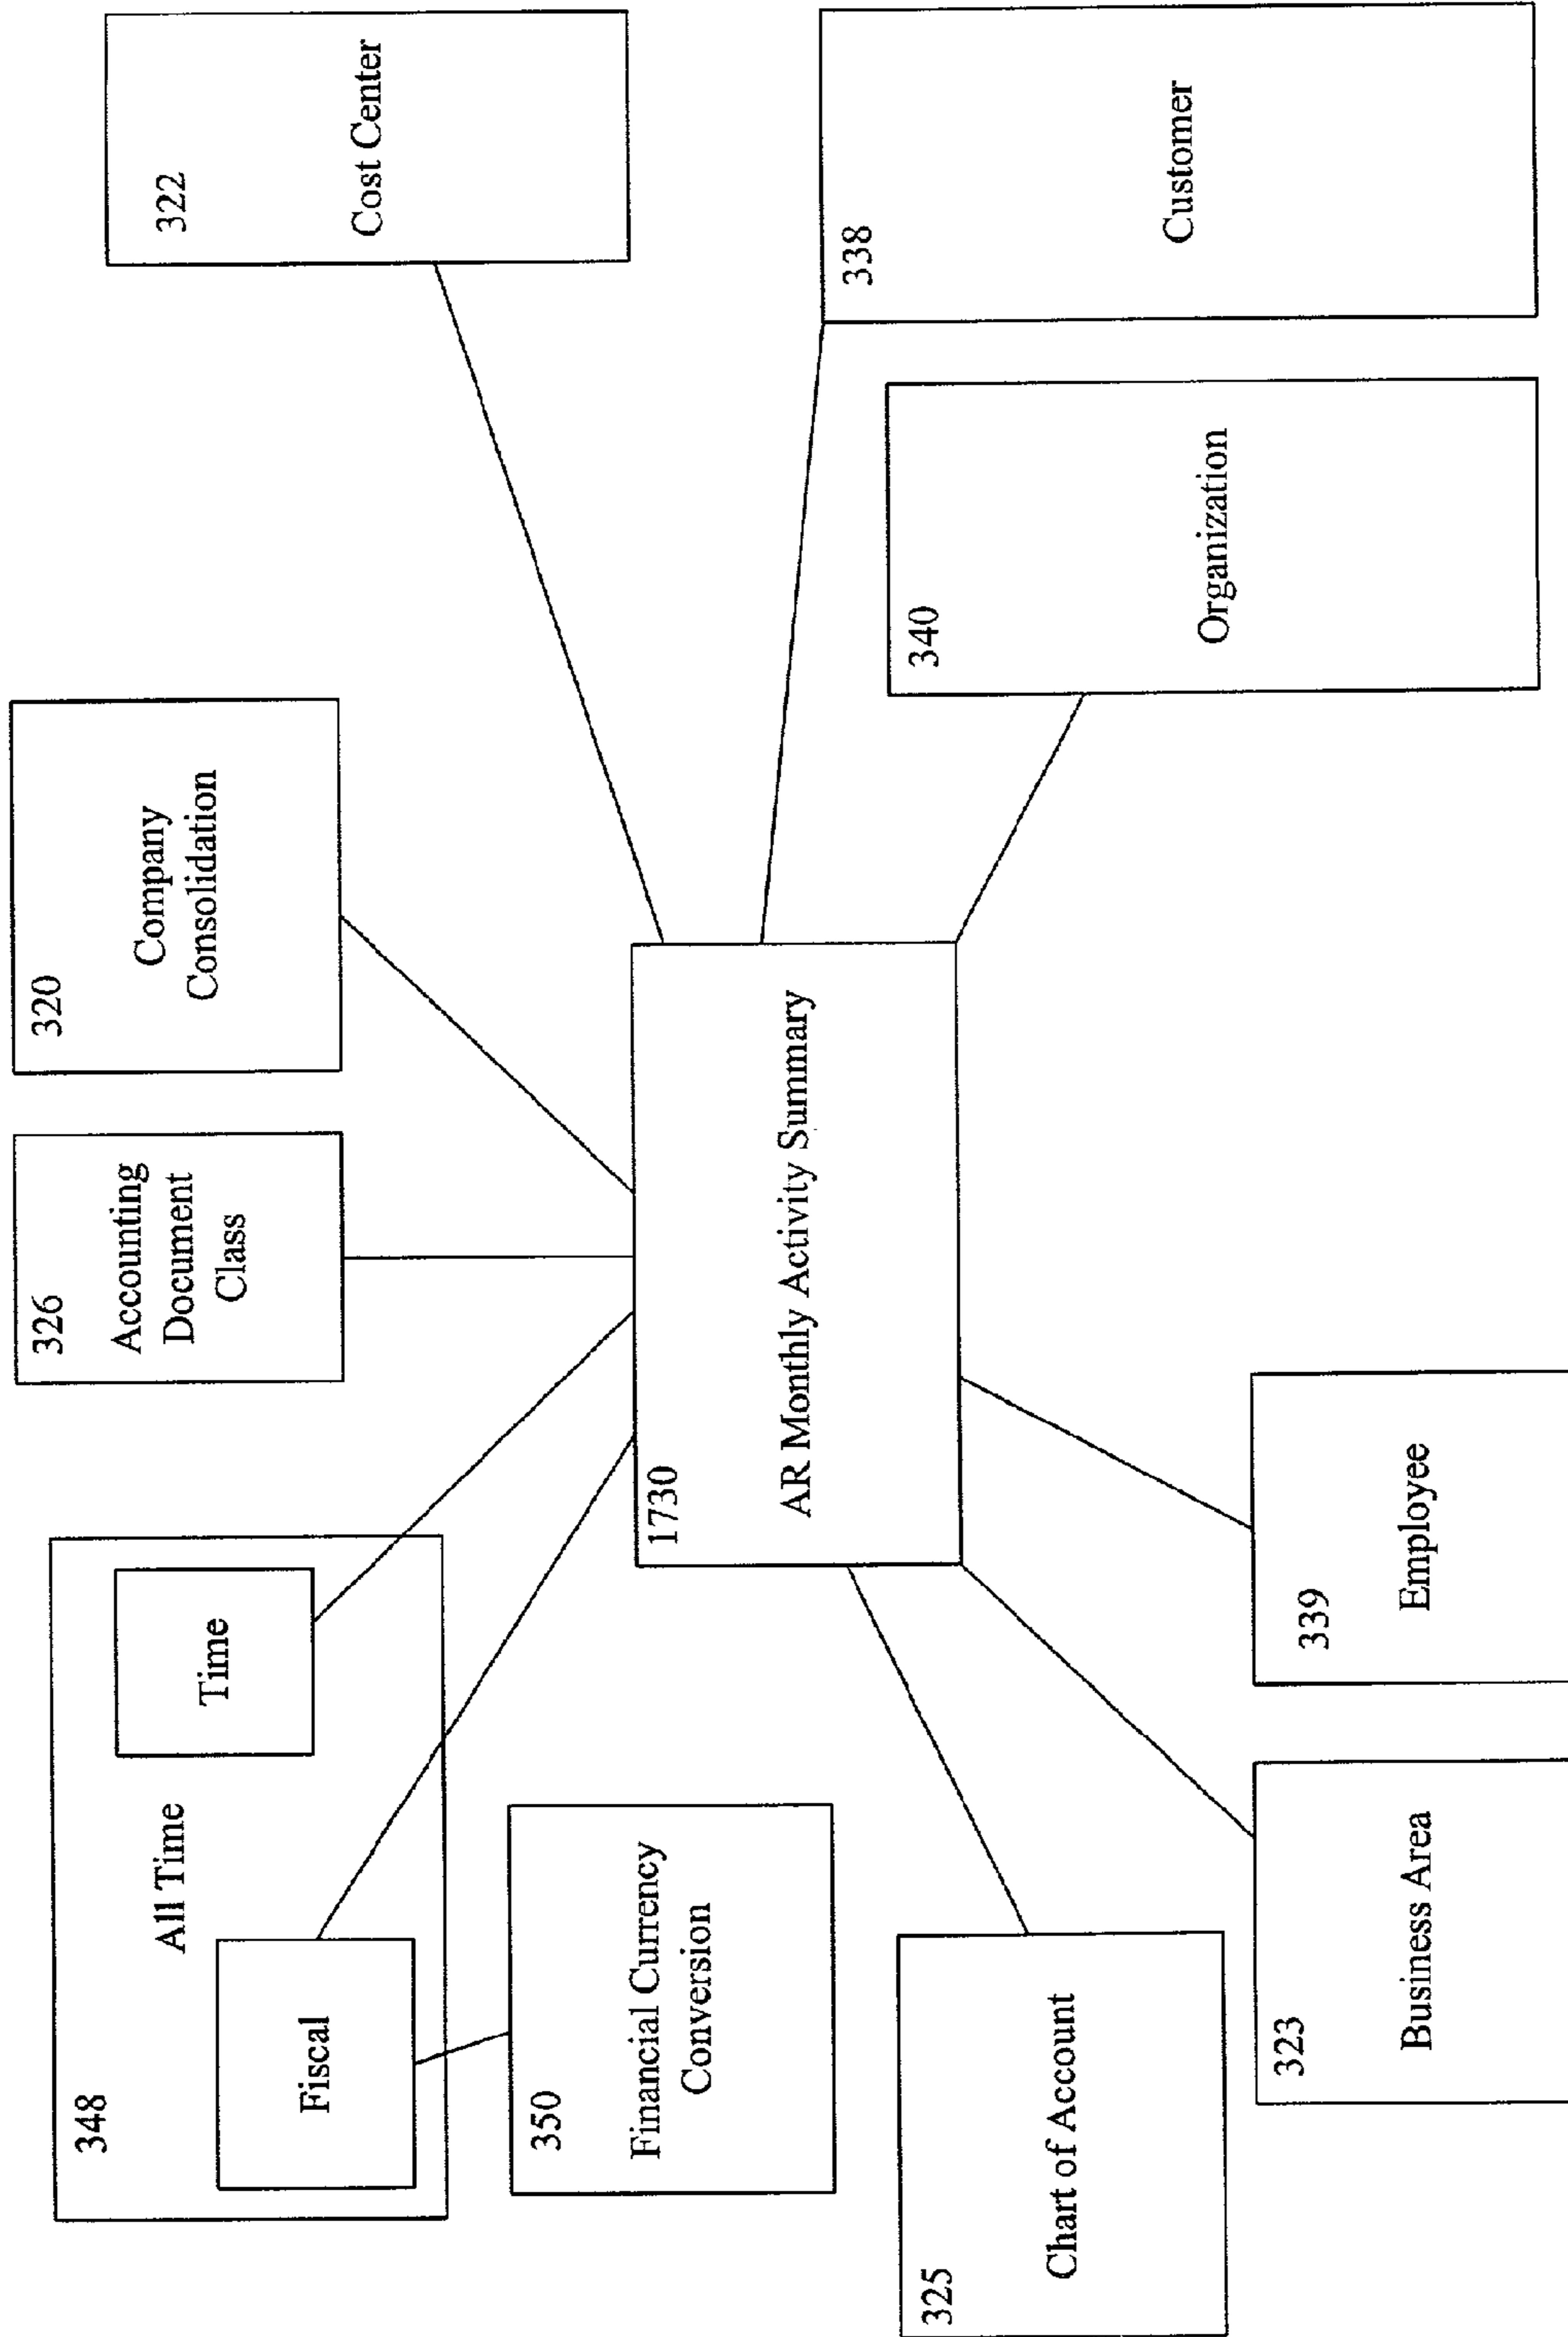 348
All Time
Fiscal
Time
326
Accounting
Document
Class
320
Company
Consolidation
322
Cost Center
350
Financial Currency
Conversion
1730
AR Monthly Activity Summary
338
Customer
340
Organization
325
Chart of Account
323
Business Area
339
Employee